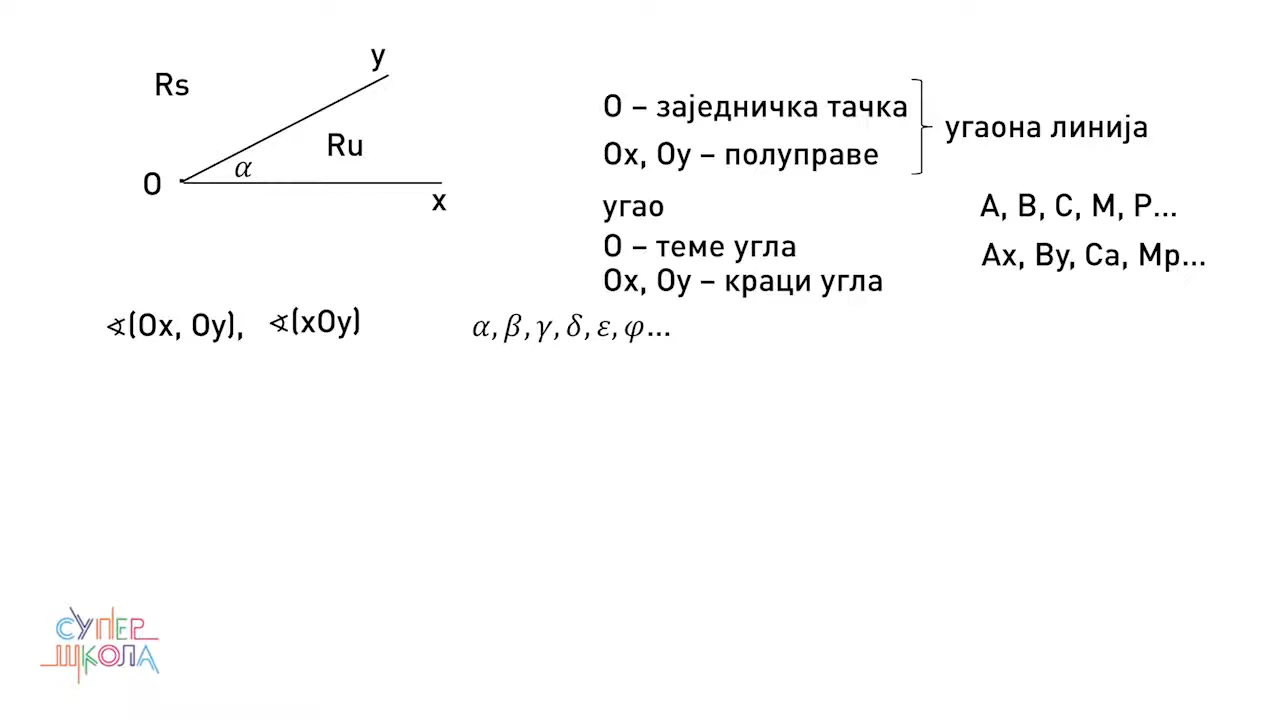 y
Rs
Ru
α
O
x
O – заједничка тачка
Ox, Oy – полуправе
угаона линија
угао
O – теме угла
Ox, Oy – краци угла
A, B, C, M, P...
Ax, By, Ca, Mp...
∢(Ox, Oy), ∢(xOy)
α, β, γ, δ, ε, φ...
СУПЕР
ШКОЛА